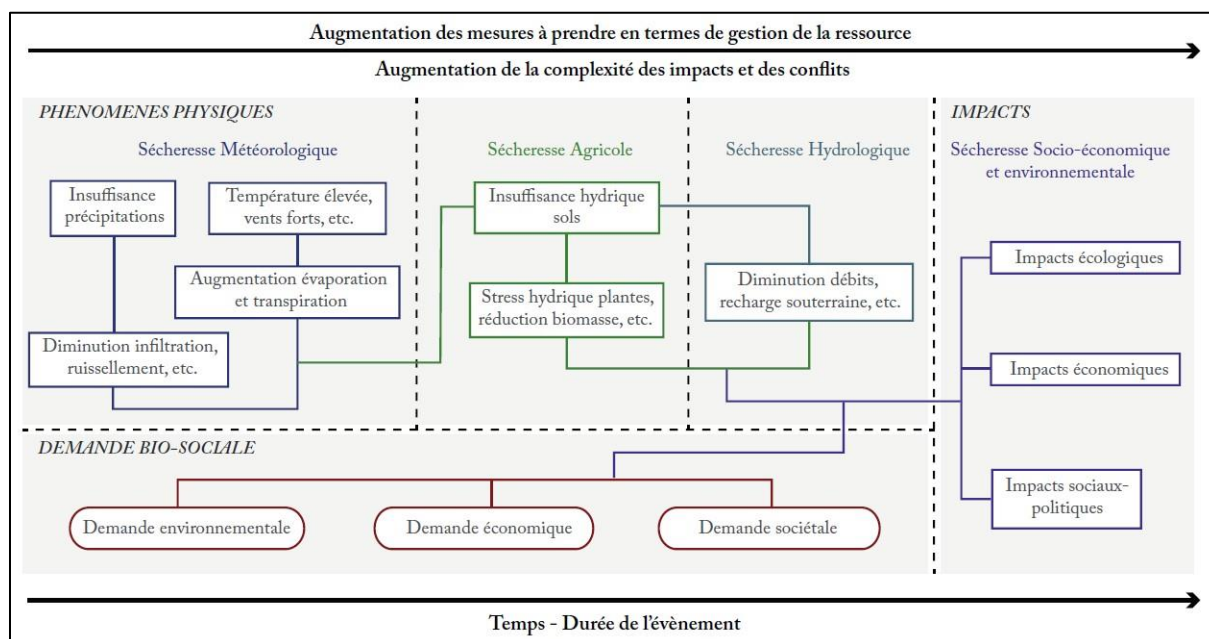 Augmentation des mesures à prendre en termes de gestion de la ressource
Augmentation de la complexité des impacts et des conflits
PHENOMENES PHYSIQUES
Sécheresse Météorologique
Insuffisance
précipitations
Température élevée,
vents forts, etc.
Augmentation évaporation
et transpiration
Diminution infiltration,
ruissellement, etc.
Sécheresse Agricole
Insuffisance hydrique
sols
Stress hydrique plantes,
réduction biomasse, etc.
Sécheresse Hydrologique
Diminution débits,
recharge souterraine, etc.
IMPACTS
Sécheresse Socio-économique
et environnementale
Impacts écologiques
Impacts économiques
Impacts sociaux-
politiques
DEMANDE BIO-SOCIALE
Demande environnementale
Demande économique
Demande sociétale
Temps - Durée de l'évènement